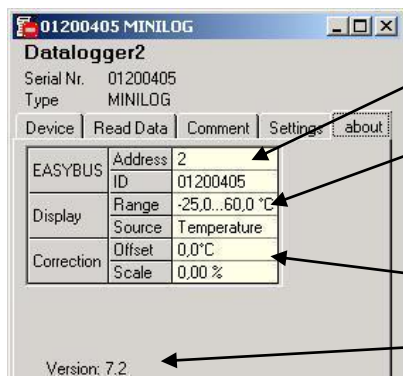 01200405 MINILOG
Datalogger2
Serial Nr. 01200405
Type MINILOG
Device Read Data Comment Settings about
EASYBUS Address 2
ID 01200405
Display Range -25,0...60,0 °C
Source Temperature
Correction Offset 0,0°C
Scale 0,00 %
Version: 7.2